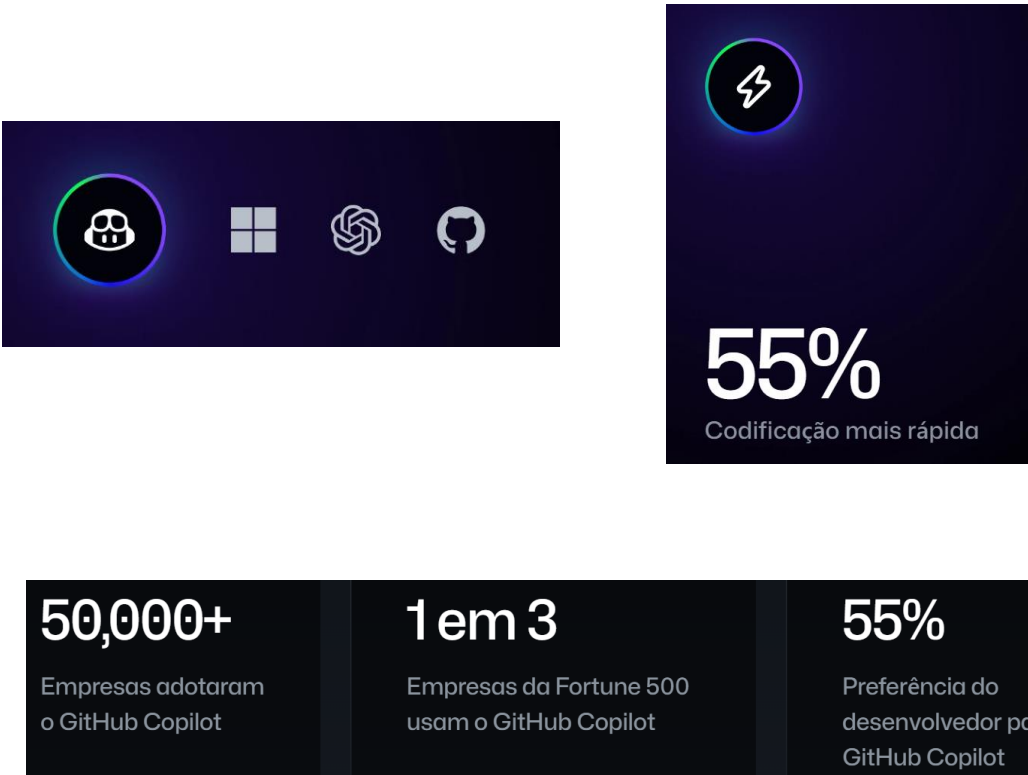 55%
Codificação mais rápida
50,000+
Empresas adotaram
o GitHub Copilot
1 em 3
Empresas da Fortune 500
usam o GitHub Copilot
55%
Preferência do
desenvolvedor
GitHub Copilot